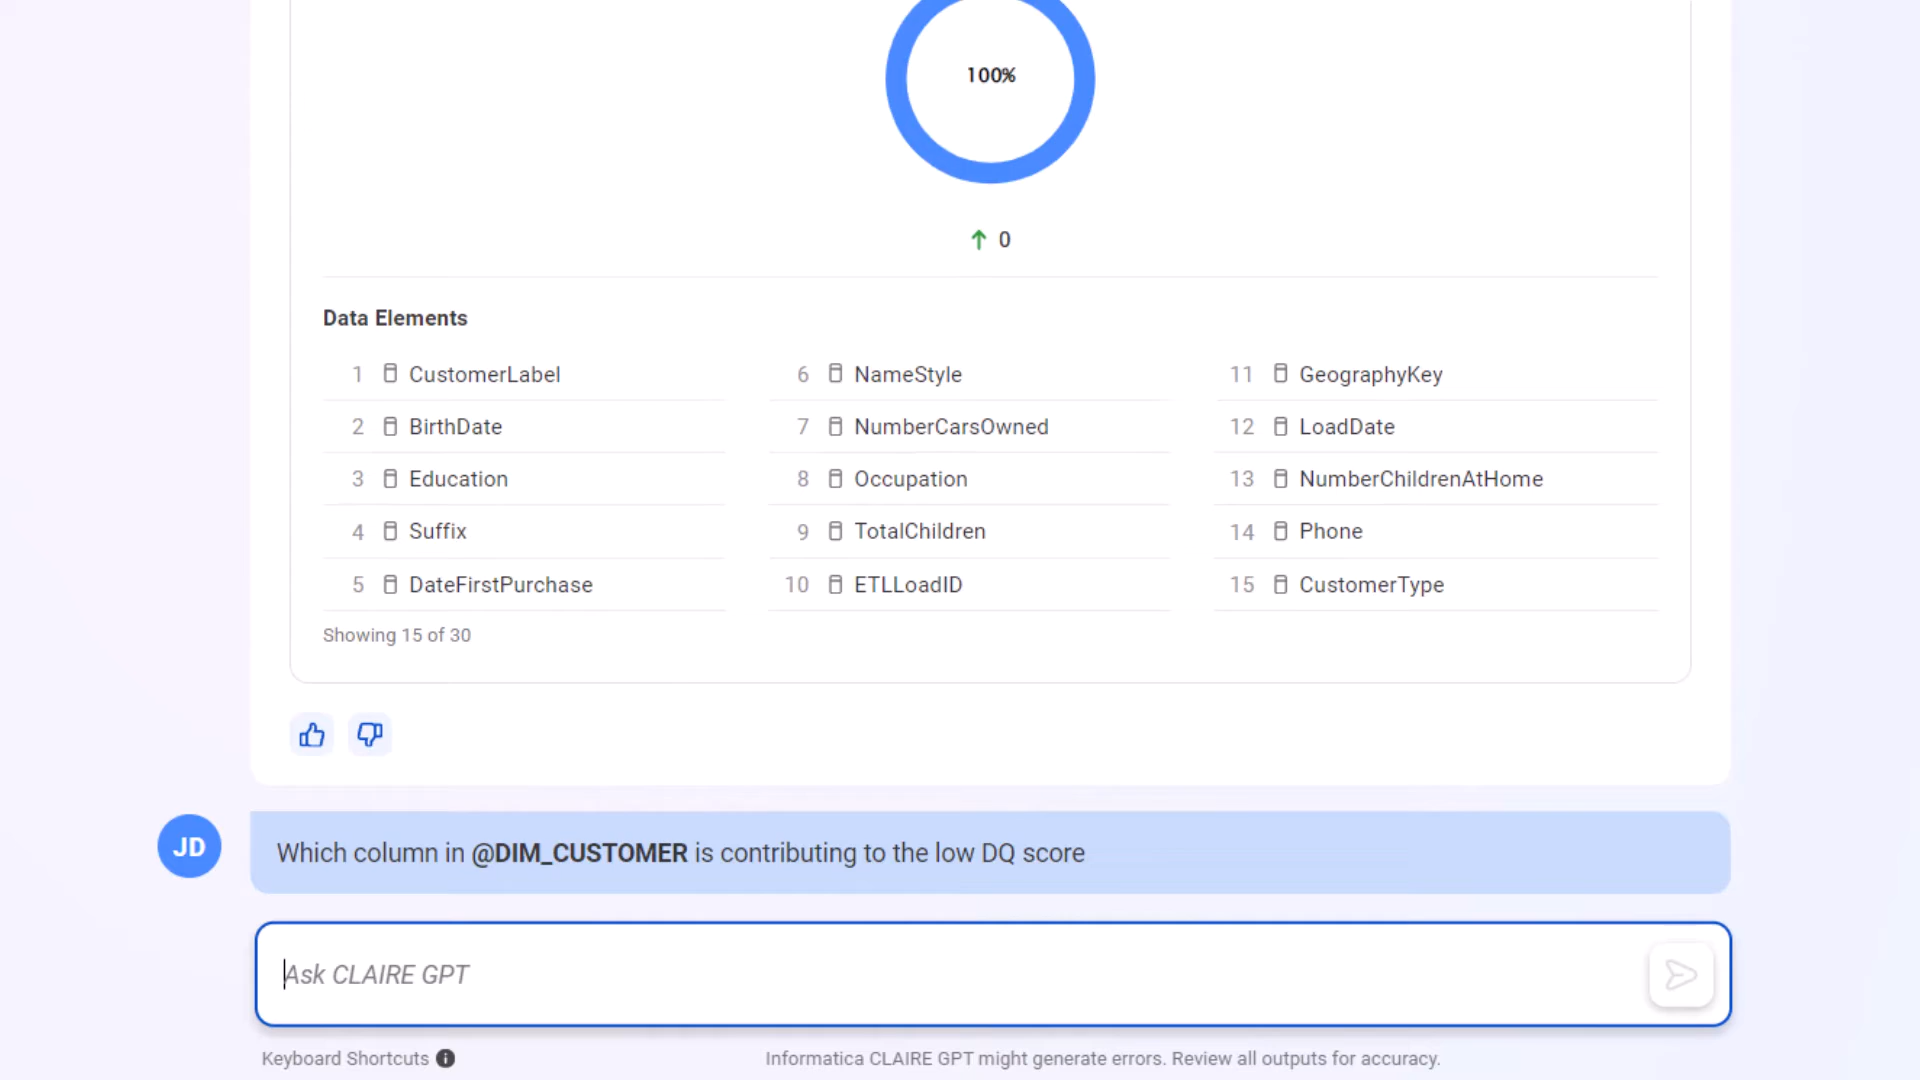 100%
↑ 0
Data Elements
1 CustomerLabel
2 BirthDate
3 Education
4 Suffix
5 DateFirstPurchase
6 NameStyle
7 NumberCarsOwned
8 Occupation
9 TotalChildren
10 ETLLoadID
11 GeographyKey
12 LoadDate
13 NumberChildrenAtHome
14 Phone
15 CustomerType
Showing 15 of 30
JD
Which column in @DIM_CUSTOMER is contributing to the low DQ score
Ask CLAIRE GPT
Keyboard Shortcuts i
Informatica CLAIRE GPT might generate errors. Review all outputs for accuracy.